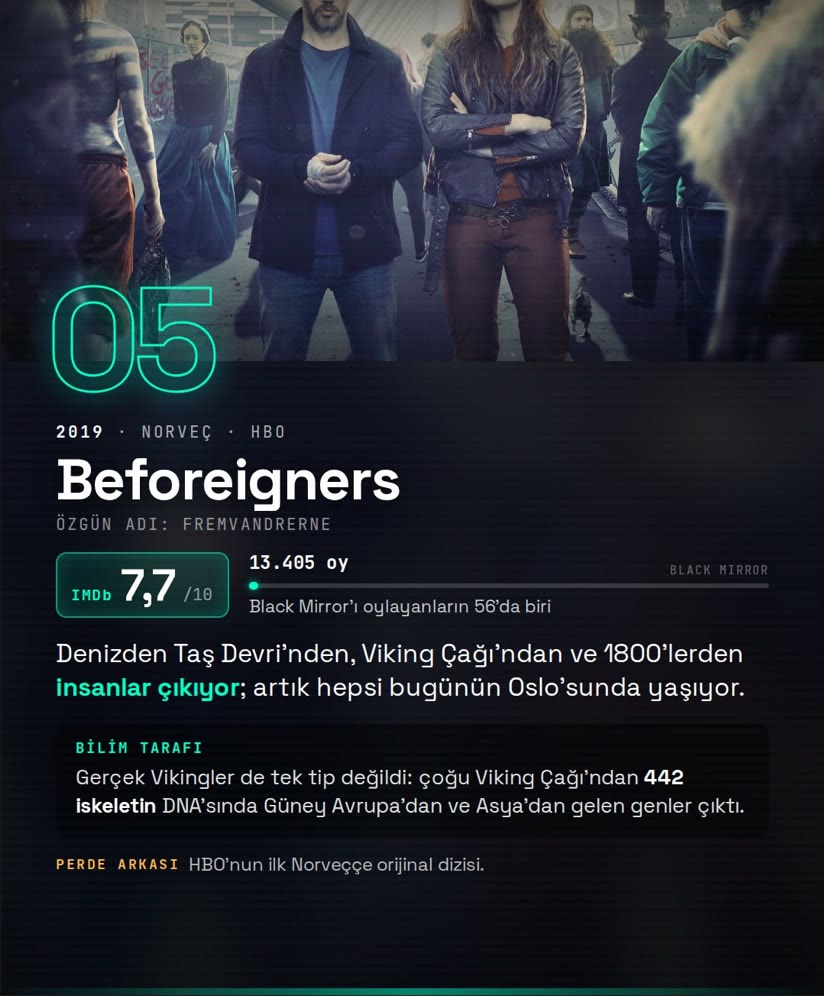 05
2019 · NORVEÇ · HBO
Beforeigners
ÖZGÜN ADI: FREMVANDRERNE
IMDb 7,7 /10
13.405 oy
BLACK MIRROR
Black Mirror’ı oylayanların 56’da biri
Denizden Taş Devri’nden, Viking Çağı’ndan ve 1800’lerden
insanlar çıkıyor; artık hepsi bugünün Oslo’sunda yaşıyor.
BİLİM TARAFI
Gerçek Vikingler de tek tip değildi: çoğu Viking Çağı’ndan 442
iskeletin DNA’sında Güney Avrupa’dan ve Asya’dan gelen genler çıktı.
PERDE ARKASI HBO’nun ilk Norveççe orijinal dizisi.